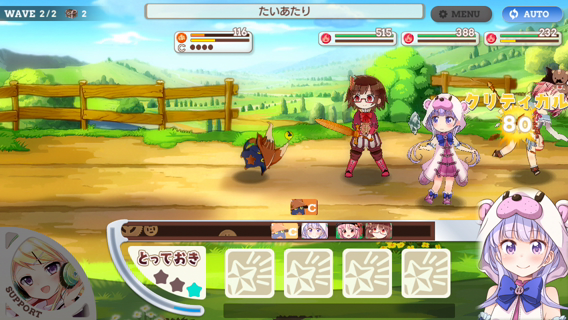 WAVE 2/2
2
たいあたり
MENU
AUTO
116
C
515
388
232
クリティカル
80
C
C
とっておき
SUPPORT